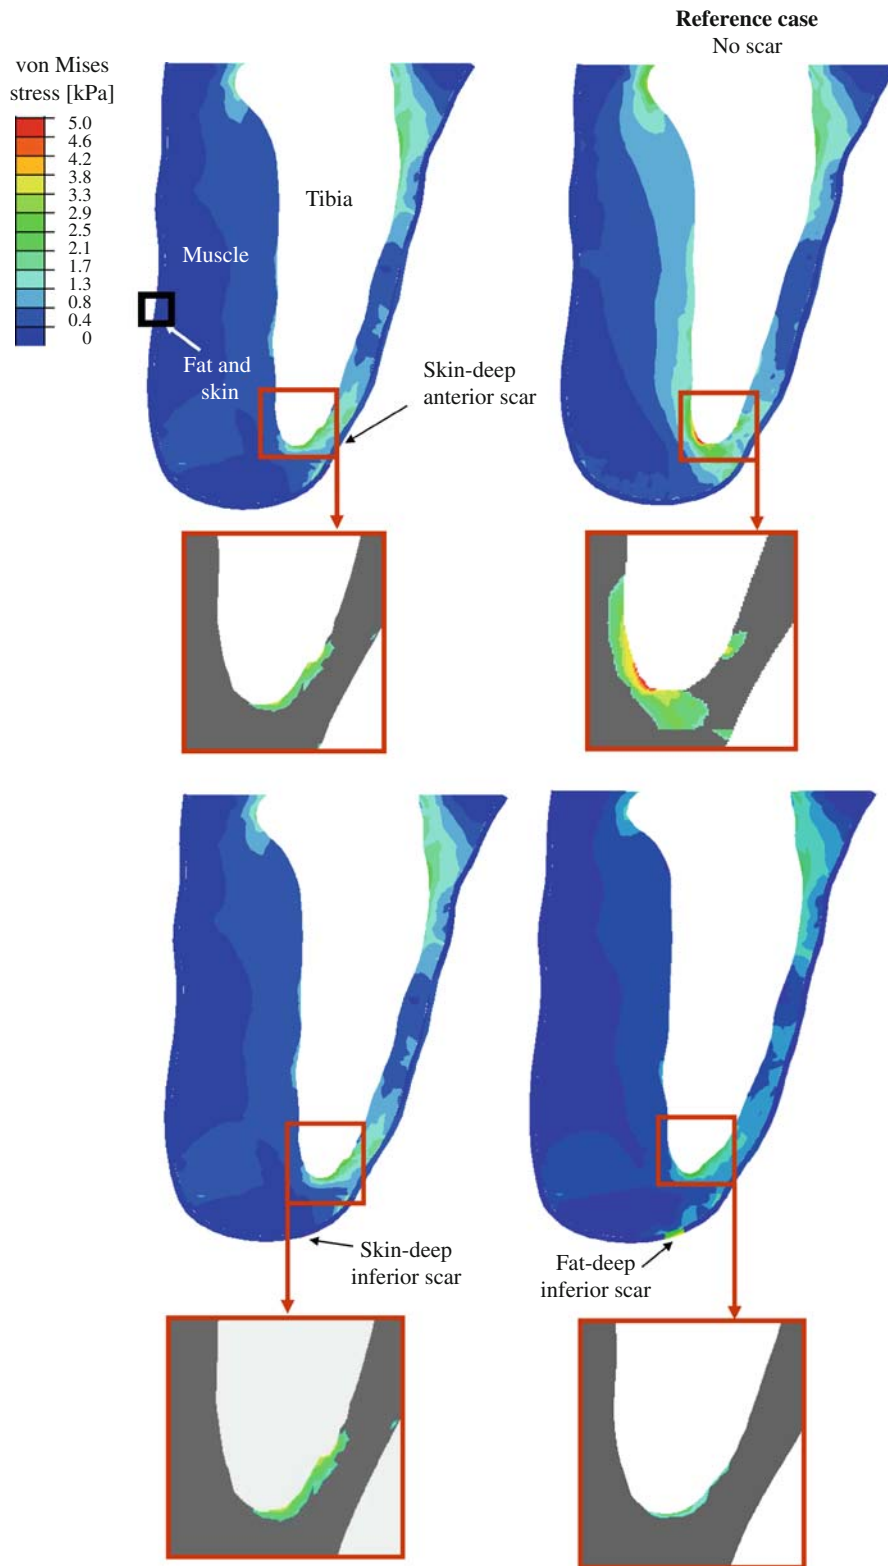 Reference case
No scar
von Mises
stress [kPa]
5.0
4.6
4.2
3.8
3.3
2.9
2.5
2.1
1.7
1.3
0.8
0.4
0
Tibia
Muscle
Fat and
skin
Skin-deep
anterior scar
Skin-deep
inferior scar
Fat-deep
inferior scar